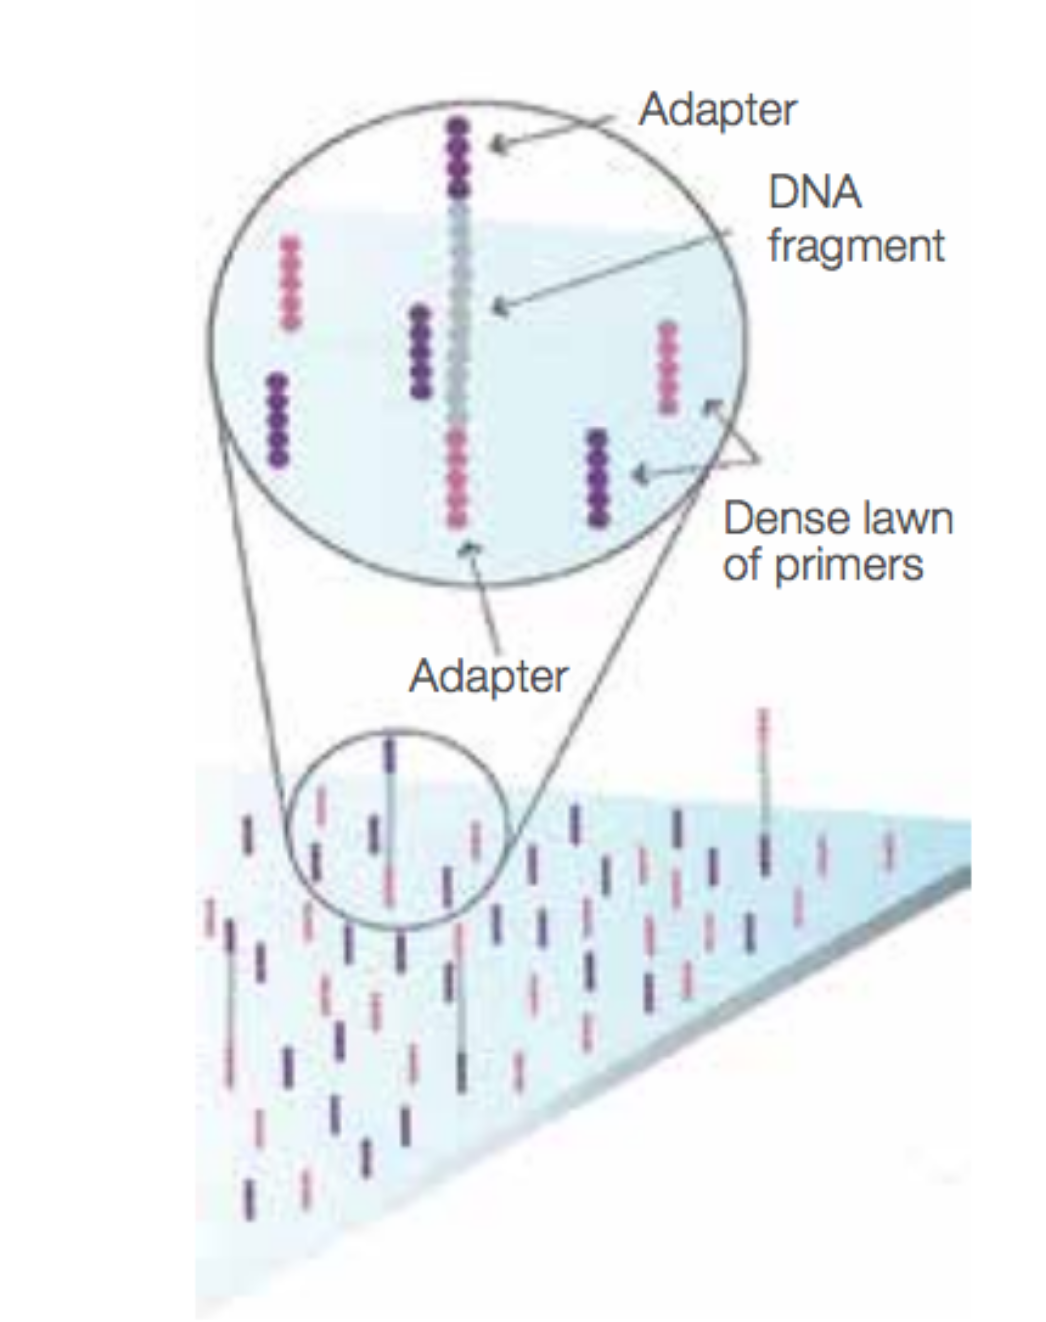 Adapter
DNA
fragment
Dense lawn
of primers
Adapter